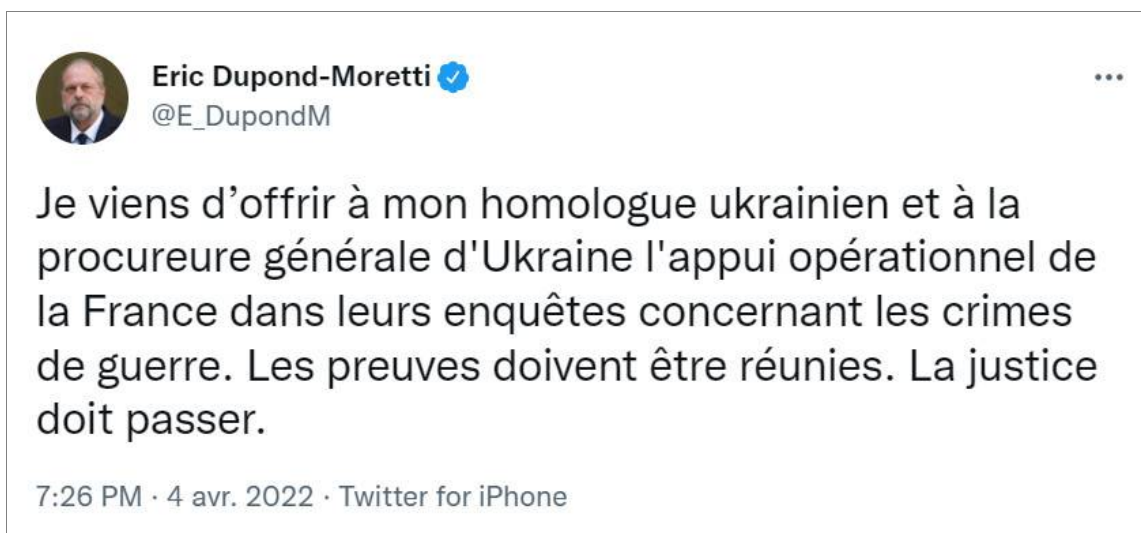 Eric Dupond-Moretti
@E_DupondM
Je viens d’offrir à mon homologue ukrainien et à la
procureure générale d'Ukraine l'appui opérationnel de
la France dans leurs enquêtes concernant les crimes
de guerre. Les preuves doivent être réunies. La justice
doit passer.
7:26 PM · 4 avr. 2022 · Twitter for iPhone